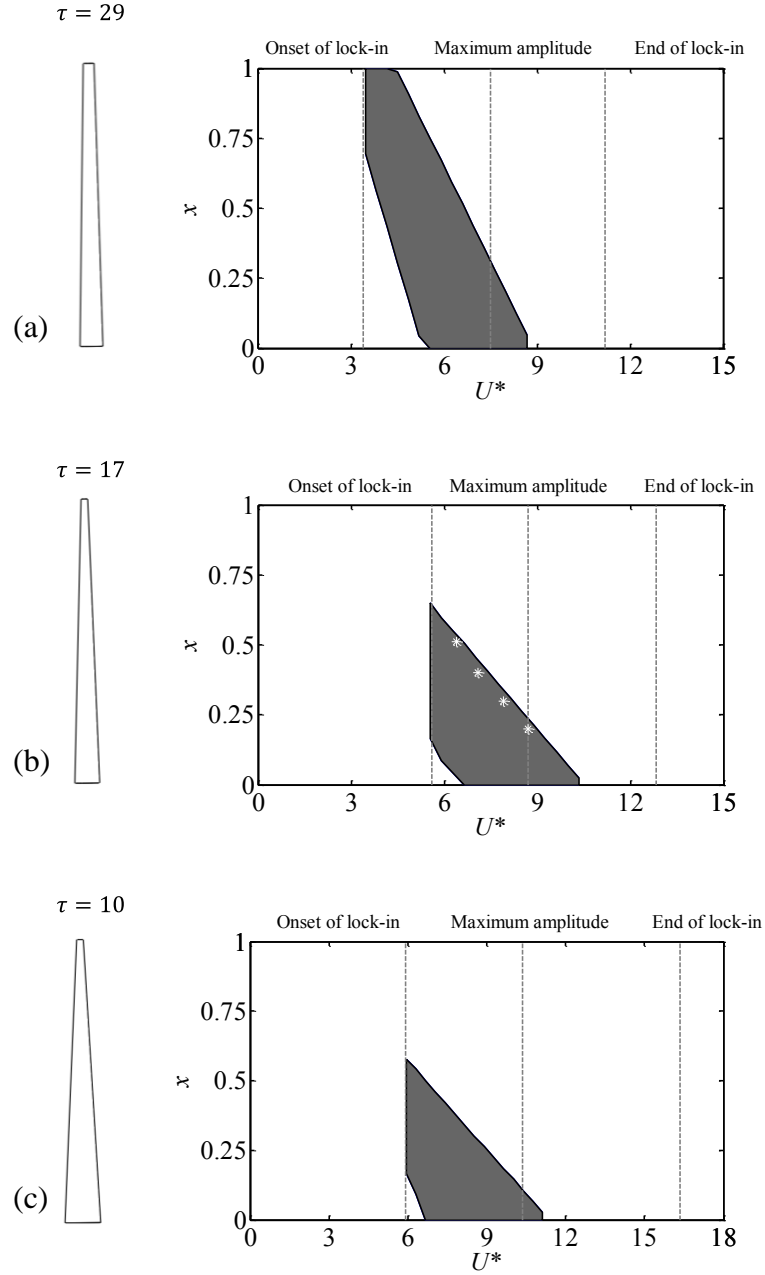 τ = 29
Onset of lock-in Maximum amplitude End of lock-in
1
0.75
x
0.5
0.25
0
0 3 6 9 12 15
U*
(a)
τ = 17
Onset of lock-in Maximum amplitude End of lock-in
1
0.75
x
0.5
0.25
0
0 3 6 9 12 15
U*
(b)
τ = 10
Onset of lock-in Maximum amplitude End of lock-in
1
0.75
x
0.5
0.25
0
0 3 6 9 12 15 18
U*
(c)